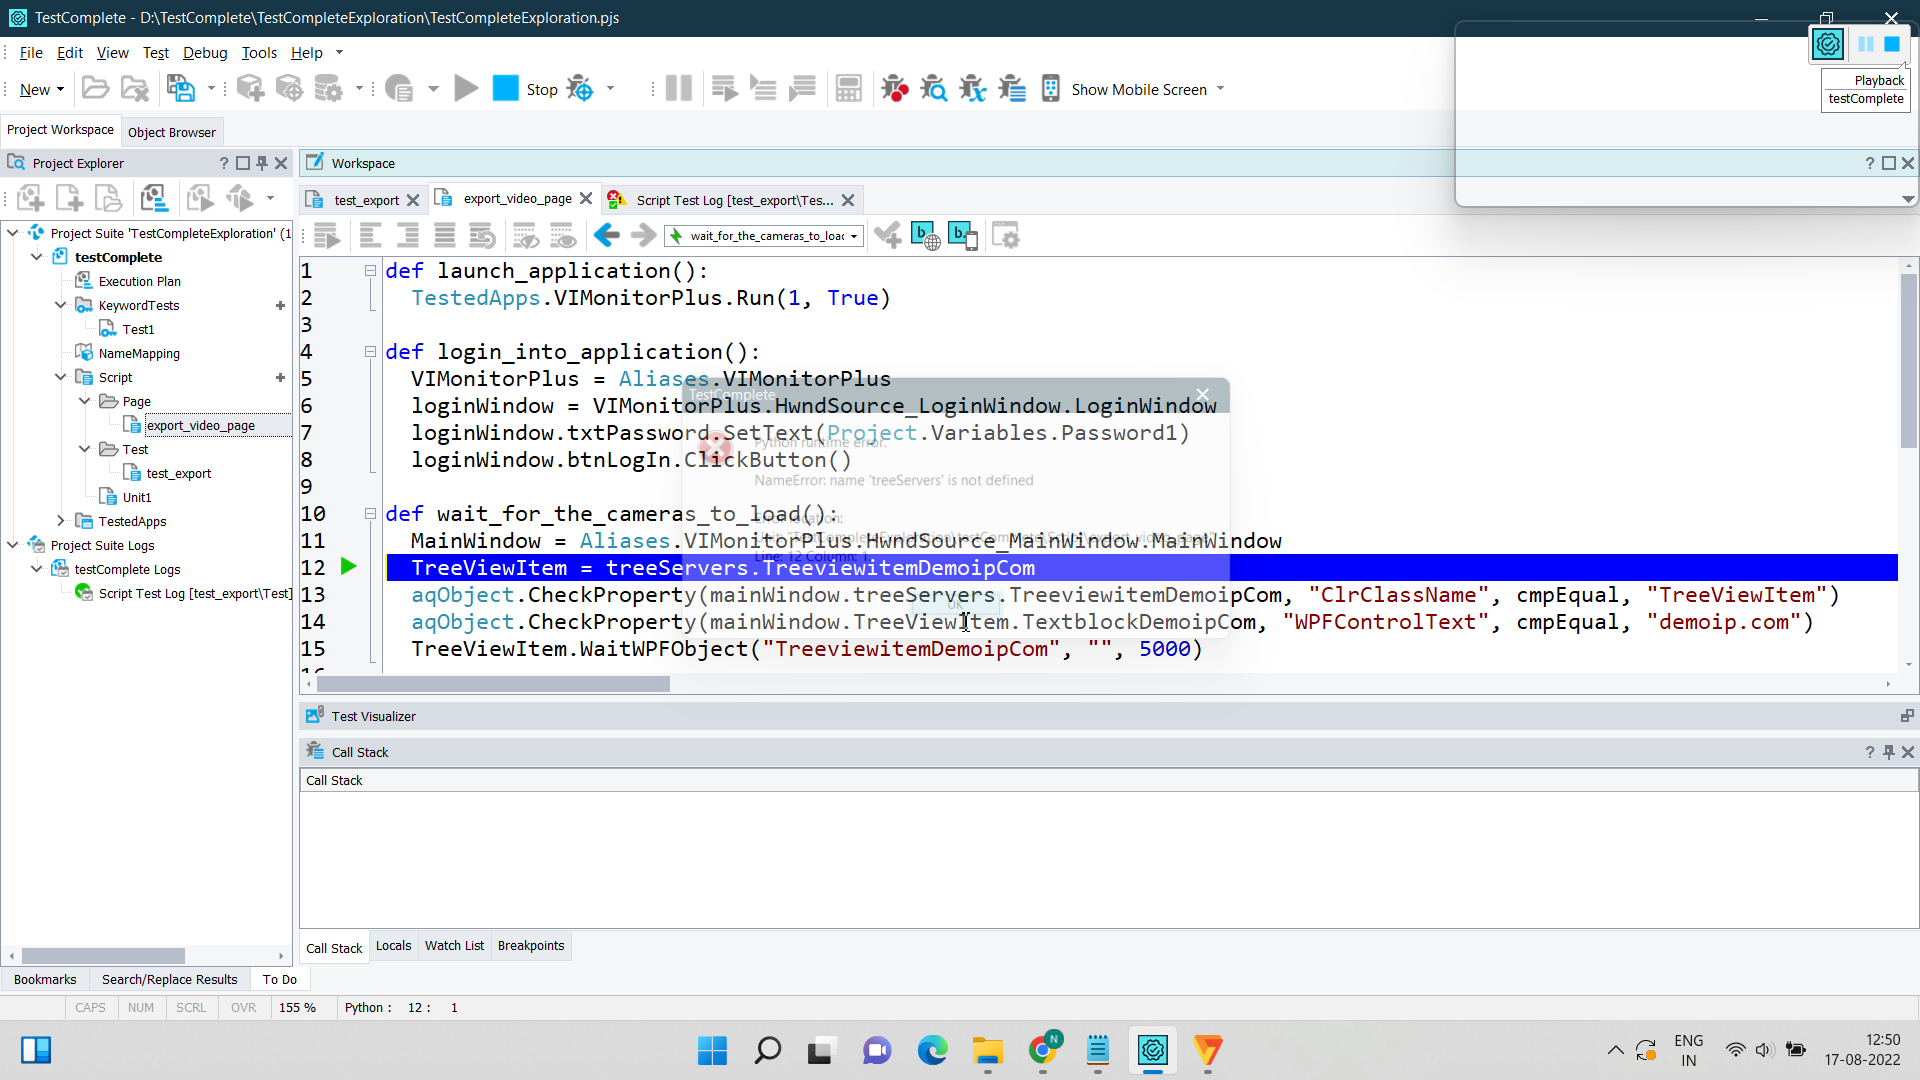 TestComplete - D:\TestComplete\TestCompleteExploration\TestCompleteExploration.pjs
File Edit View Test Debug Tools Help
New Stop Show Mobile Screen
Playback
testComplete
Project Workspace Object Browser
Project Explorer
Workspace
test_export export_video_page Script Test Log [test_export\Tes...
wait_for_the_cameras_to_loa
Project Suite 'TestCompleteExploration' (1
testComplete
Execution Plan
KeywordTests
Test1
NameMapping
Script
Page
export_video_page
Test
test_export
Unit1
TestedApps
Project Suite Logs
testComplete Logs
Script Test Log [test_export\Test]
1 def launch_application():
2 TestedApps.VIMonitorPlus.Run(1, True)
3
4 def login_into_application():
5 VIMonitorPlus = Aliases.VIMonitorPlus
6 loginWindow = VIMonitorPlus.HwndSource_LoginWindow.LoginWindow
7 loginWindow.txtPassword.SetText(Project.Variables.Password1)
8 loginWindow.btnLogIn.ClickButton()
9
10 def wait_for_the_cameras_to_load():
11 MainWindow = Aliases.VIMonitorPlus.HwndSource_MainWindow.MainWindow
12 TreeViewItem = treeServers.TreeviewitemDemoipCom
13 aqObject.CheckProperty(mainWindow.treeServers.TreeviewitemDemoipCom, "ClrClassName", cmpEqual, "TreeViewItem")
14 aqObject.CheckProperty(mainWindow.TreeViewItem.TextblockDemoipCom, "WPFControlText", cmpEqual, "demoip.com")
15 TreeViewItem.WaitWPFObject("TreeviewitemDemoipCom", "", 5000)
TestComplete
Python runtime error.
NameError: name 'treeServers' is not defined
Error location:
Line: 12 Column: 1
OK
Test Visualizer
Call Stack
Call Stack
Call Stack Locals Watch List Breakpoints
Bookmarks Search/Replace Results To Do
CAPS NUM SCRL OVR 155 % Python : 12 : 1
ENG
IN
12:50
17-08-2022